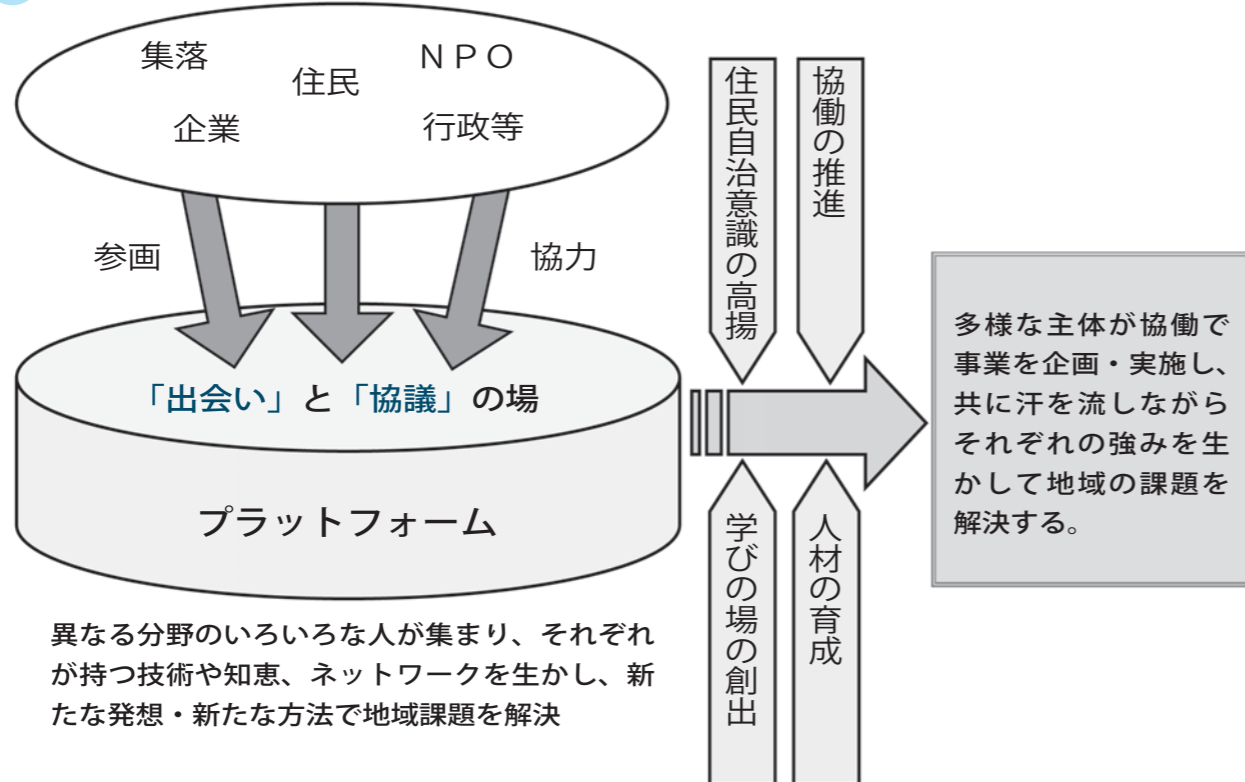 集落
住民
ＮＰＯ
企業
行政等
参画
協力
「出会い」と「協議」の場
プラットフォーム
異なる分野のいろいろな人が集まり、それぞれ
が持つ技術や知恵、ネットワークを生かし、新
たな発想・新たな方法で地域課題を解決
住民自治意識の高揚
協働の推進
学びの場の創出
人材の育成
多様な主体が協働で
事業を企画・実施し、
共に汗を流しながら
それぞれの強みを生
かして地域の課題を
解決する。